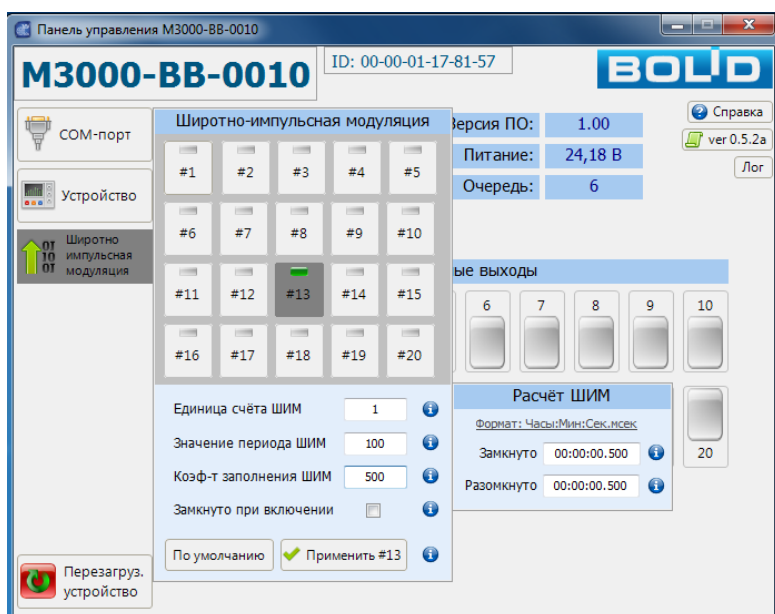 Панель управления М3000-ВВ-0010
М3000-ВВ-0010
ID: 00-00-01-17-81-57
BOLID
Справка
ver 0.5.2a
Лог
COM-порт
Устройство
Широтно
импульсная
модуляция
Широтно-импульсная модуляция
#1 #2 #3 #4 #5
#6 #7 #8 #9 #10
#11 #12 #13 #14 #15
#16 #17 #18 #19 #20
Версия ПО: 1.00
Питание: 24,18 В
Очередь: 6
ые выходы
6 7 8 9 10
20
Единица счёта ШИМ 1
Значение периода ШИМ 100
Коэф-т заполнения ШИМ 500
Замкнуто при включении
По умолчанию Применить #13
Расчёт ШИМ
Формат: Часы:Мин:Сек.мсек
Замкнуто 00:00:00.500
Разомкнуто 00:00:00.500
Перезагруз.
устройство